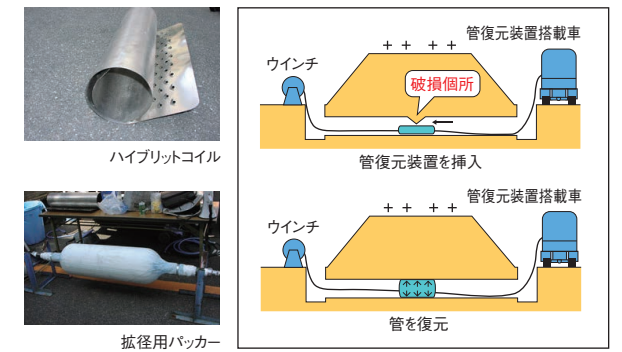 ハイブリットコイル
拡径用パッカー
管復元装置搭載車
ウインチ
破損個所
管復元装置を挿入
管復元装置搭載車
ウインチ
管を復元